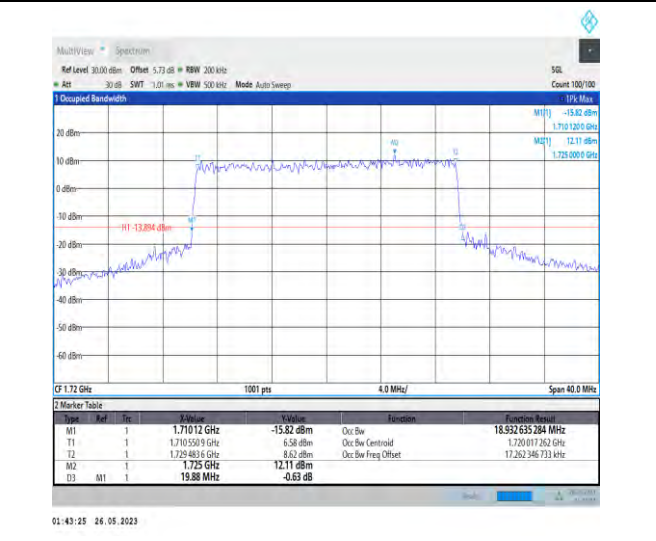 MultiView Spectrum
Ref Level 30.00 dBm Offset 5.73 dB RBW 200 kHz SGL
Att 30 dB SWT 1.01 ms VBW 500 kHz Mode Auto Sweep Count 100/100
1 Occupied Bandwidth 1Pk Max
M1[1] -15.82 dBm
1.710 120 0 GHz
20 dBm
M2[1] 12.11 dBm
1.725 000 0 GHz
M2
T1 T2
10 dBm
0 dBm
-10 dBm
M1
H1 -13.894 dBm
D3
-20 dBm
-30 dBm
-40 dBm
-50 dBm
-60 dBm
CF 1.72 GHz 1001 pts 4.0 MHz/ Span 40.0 MHz
2 Marker Table
Type Ref Trc X-Value Y-Value Function Function Result
M1 1 1.71012 GHz -15.82 dBm Occ Bw 18.932 635 284 MHz
T1 1 1.710 550 9 GHz 6.58 dBm Occ Bw Centroid 1.720 017 262 GHz
T2 1 1.729 483 6 GHz 8.62 dBm Occ Bw Freq Offset 17.262 346 733 kHz
M2 1 1.725 GHz 12.11 dBm
D3 M1 1 19.88 MHz -0.63 dB
01:43:25 26.05.2023